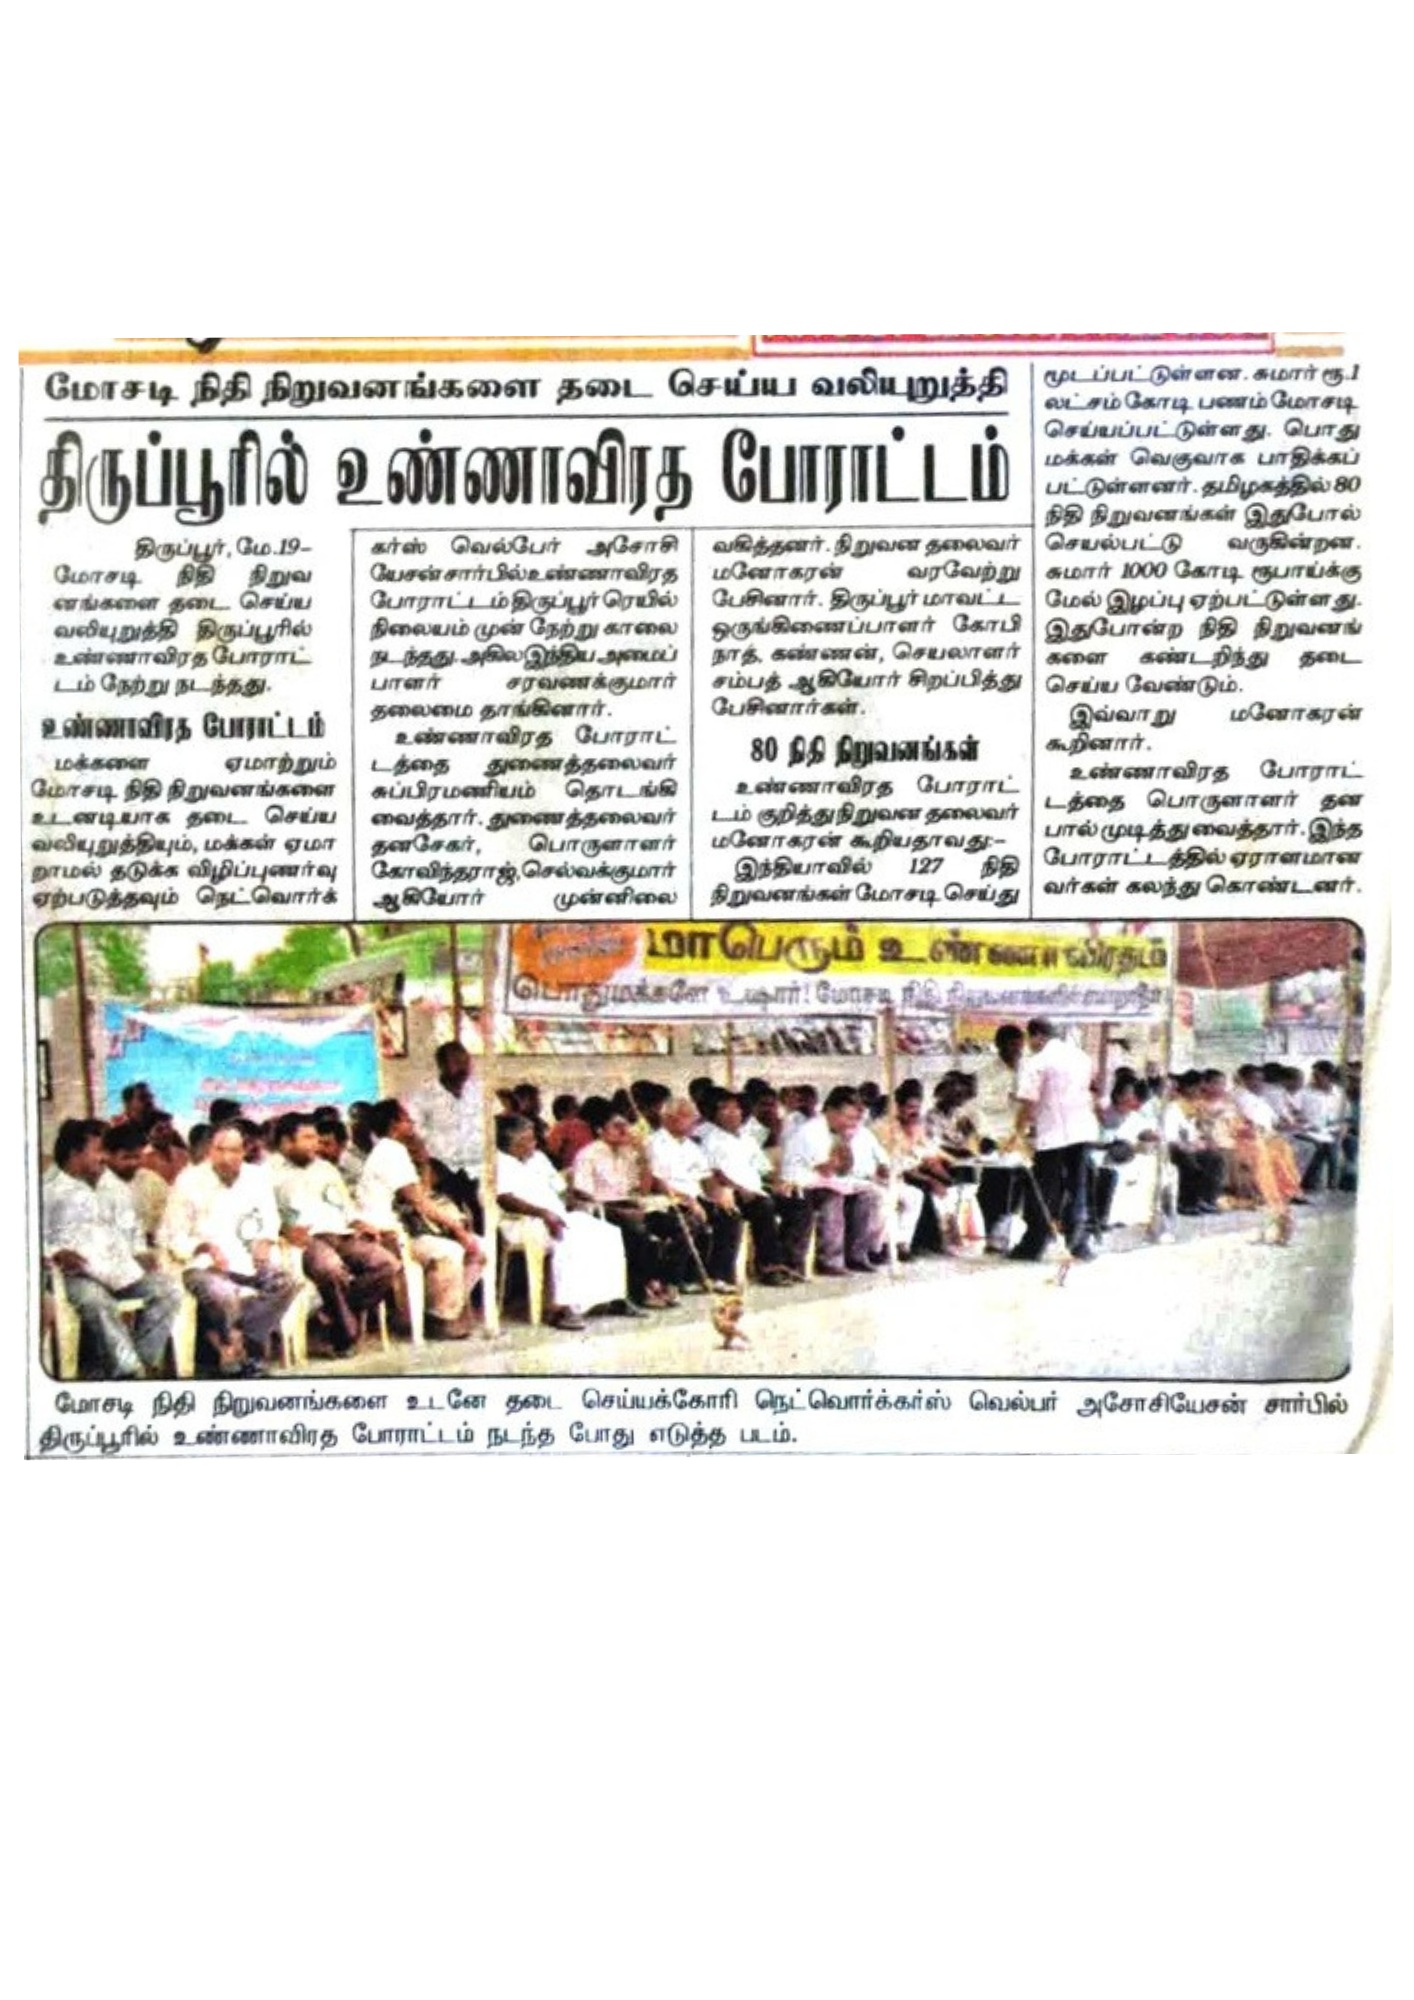 மோசடி நிதி நிறுவனங்களை தடை செய்ய வலியுறுத்தி
திருப்பூரில் உண்ணாவிரத போராட்டம்
திருப்பூர், மே.19–
மோசடி நிதி நிறுவ
னங்களை தடை செய்ய
வலியுறுத்தி திருப்பூரில்
உண்ணாவிரத போராட்
டம் நேற்று நடந்தது.
உண்ணாவிரத போராட்டம்
மக்களை ஏமாற்றும்
மோசடி நிதி நிறுவனங்களை
உடனடியாக தடை செய்ய
வலியுறுத்தியும், மக்கள் ஏமா
றாமல் தடுக்க விழிப்புணர்வு
ஏற்படுத்தவும் நெட்வொர்க்
கர்ஸ் வெல்பேர் அசோசி
யேசன் சார்பில் உண்ணாவிரத
போராட்டம் திருப்பூர் ரெயில்
நிலையம் முன் நேற்று காலை
நடந்தது. அகில இந்திய அமைப்
பாளர் சரவணக்குமார்
தலைமை தாங்கினார்.
உண்ணாவிரத போராட்
டத்தை துணைத்தலைவர்
சுப்பிரமணியம் தொடங்கி
வைத்தார். துணைத்தலைவர்
தனசேகர், பொருளாளர்
கோவிந்தராஜ், செல்வக்குமார்
ஆகியோர் முன்னிலை
வகித்தனர். நிறுவன தலைவர்
மனோகரன் வரவேற்று
பேசினார். திருப்பூர் மாவட்ட
ஒருங்கிணைப்பாளர் கோபி
நாத், கண்ணன், செயலாளர்
சம்பத் ஆகியோர் சிறப்பித்து
பேசினார்கள்.
80 நிதி நிறுவனங்கள்
உண்ணாவிரத போராட்
டம் குறித்து நிறுவன தலைவர்
மனோகரன் கூறியதாவது:–
இந்தியாவில் 127 நிதி
நிறுவனங்கள் மோசடி செய்து
மூடப்பட்டுள்ளன. சுமார் ரூ.1
லட்சம் கோடி பணம் மோசடி
செய்யப்பட்டுள்ளது. பொது
மக்கள் வெகுவாக பாதிக்கப்
பட்டுள்ளனர். தமிழகத்தில் 80
நிதி நிறுவனங்கள் இதுபோல்
செயல்பட்டு வருகின்றன.
சுமார் 1000 கோடி ரூபாய்க்கு
மேல் இழப்பு ஏற்பட்டுள்ளது.
இதுபோன்ற நிதி நிறுவனங்
களை கண்டறிந்து தடை
செய்ய வேண்டும்.
இவ்வாறு மனோகரன்
கூறினார்.
உண்ணாவிரத போராட்
டத்தை பொருளாளர் தன
பால் முடித்து வைத்தார். இந்த
போராட்டத்தில் ஏராளமான
வர்கள் கலந்து கொண்டனர்.
மாபெரும் உண்ணாவிரதம்
பொதுமக்களே உஷார்! மோசடி நிதி
மோசடி நிதி நிறுவனங்களை உடனே தடை செய்யக்கோரி நெட்வொர்க்கர்ஸ் வெல்பர் அசோசியேசன் சார்பில்
திருப்பூரில் உண்ணாவிரத போராட்டம் நடந்த போது எடுத்த படம்.